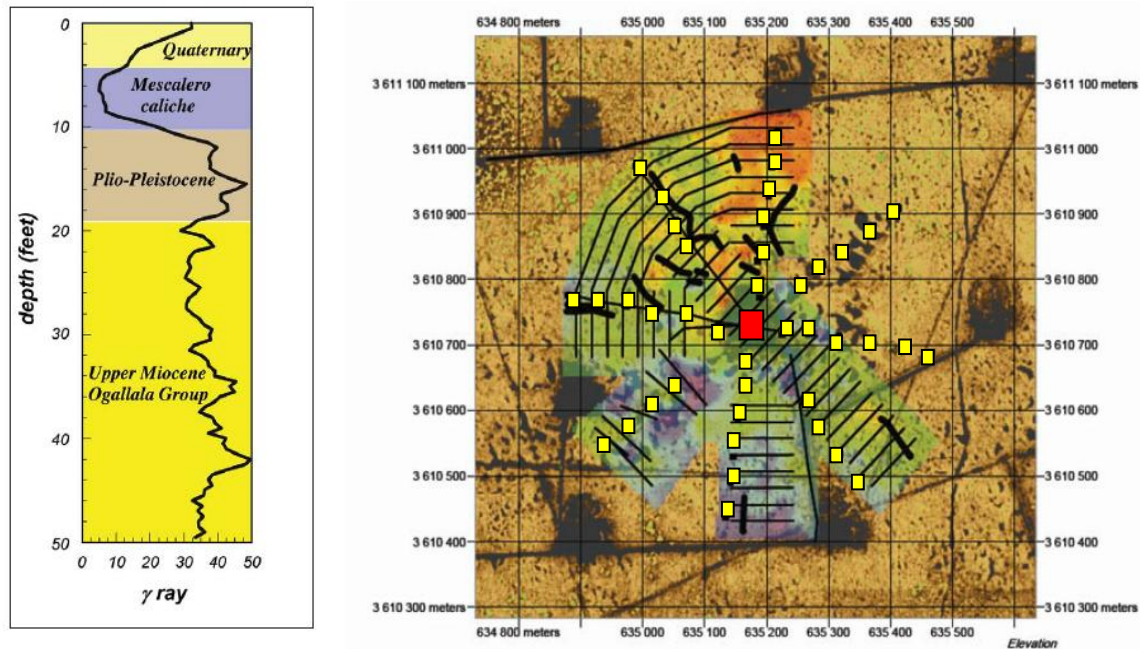 0
10
20
30
40
50
depth (feet)
Quaternary
Mescalero
caliche
Plio-Pleistocene
Upper Miocene
Ogallala Group
0 10 20 30 40 50
γ ray
634 800 meters 635 000 635 100 635 200 635 300 635 400 635 500
3 611 100 meters 3 611 100 meters
3 611 000 3 611 000
3 610 900 3 610 900
3 610 800 3 610 800
3 610 700 3 610 700
3 610 600 3 610 600
3 610 500 3 610 500
3 610 400 3 610 400
3 610 300 meters 3 610 300 meters
634 800 meters 635 000 635 100 635 200 635 300 635 400 635 500
Elevation